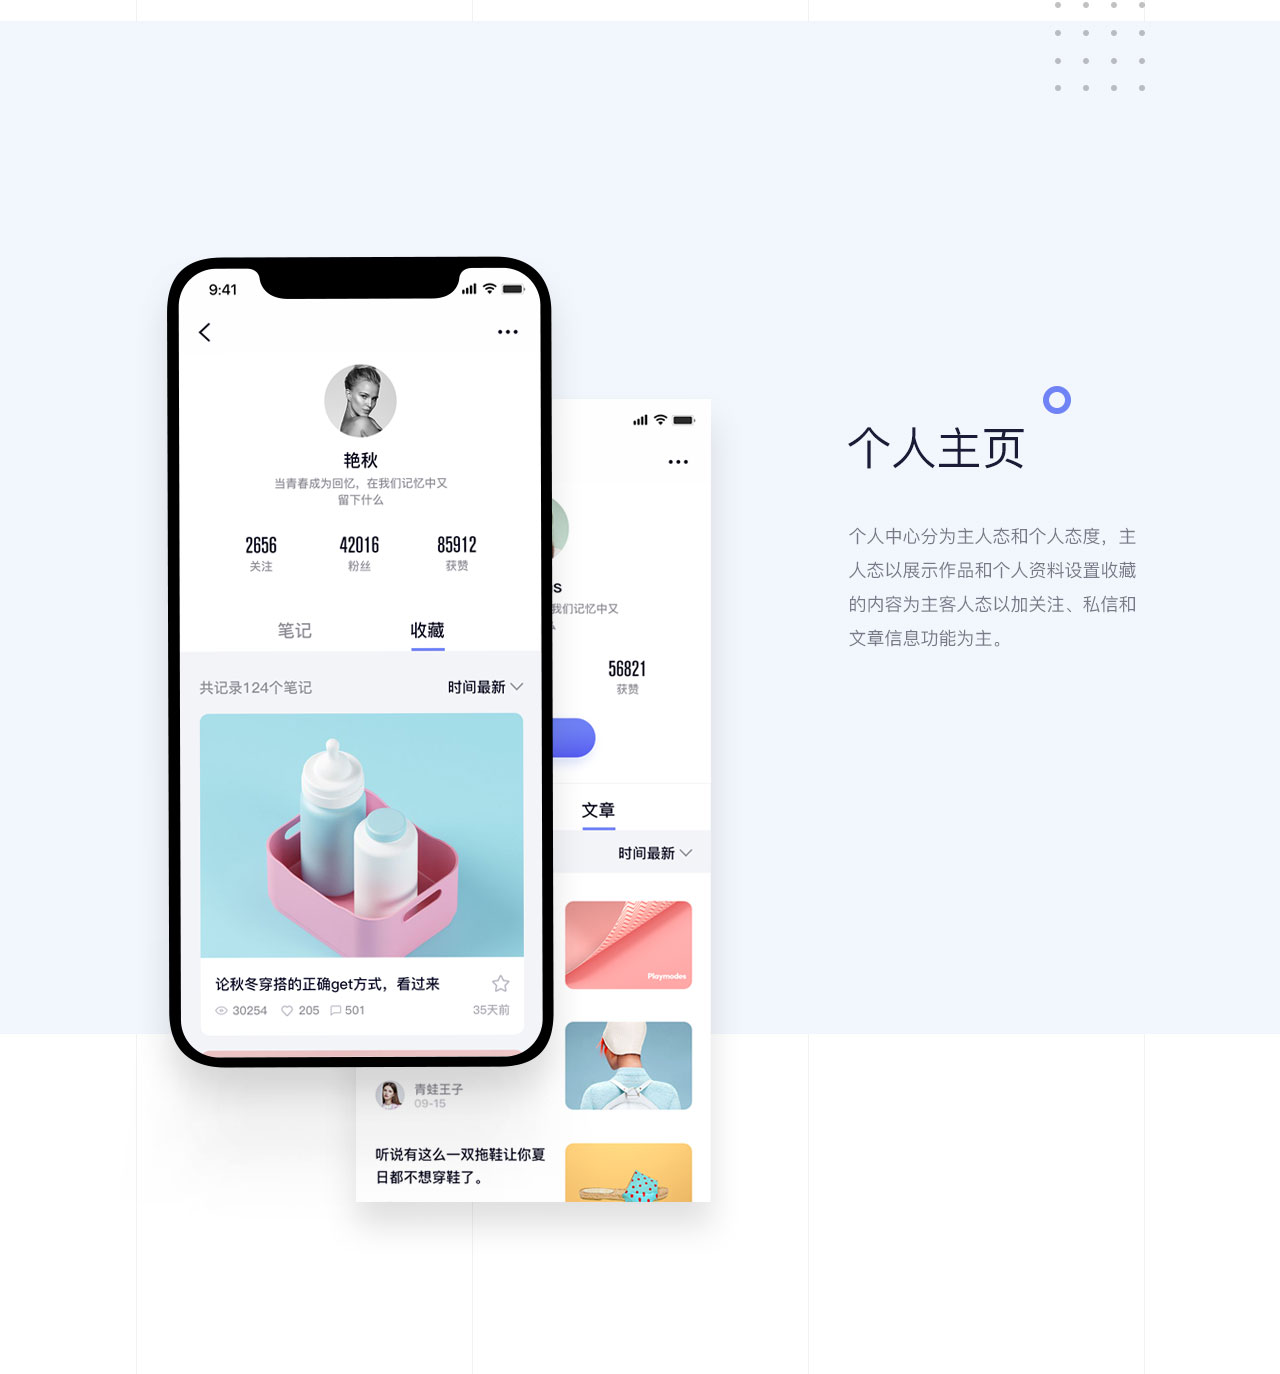 9:41
艳秋
当青春成为回忆，在我们记忆中又
留下什么
2656
42016
85912
关注
粉丝
获赞
笔记
收藏
共记录124个笔记
时间最新
论秋冬穿搭的正确get方式，看过来
30254
205
501
35天前
s
我们记忆中又
56821
获赞
文章
时间最新
Playmodes
青蛙王子
09-15
听说有这么一双拖鞋让你夏
日都不想穿鞋了。
个人主页
个人中心分为主人态和个人态度，主
人态以展示作品和个人资料设置收藏
的内容为主客人态以加关注、私信和
文章信息功能为主。